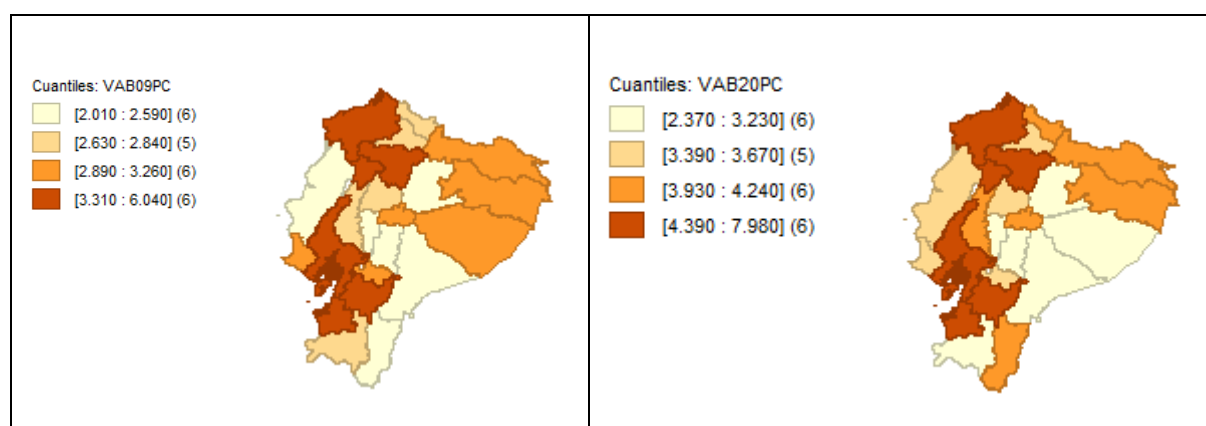 Cuantiles: VAB09PC
[2.010 : 2.590] (6)
[2.630 : 2.840] (5)
[2.890 : 3.260] (6)
[3.310 : 6.040] (6)
Cuantiles: VAB20PC
[2.370 : 3.230] (6)
[3.390 : 3.670] (5)
[3.930 : 4.240] (6)
[4.390 : 7.980] (6)